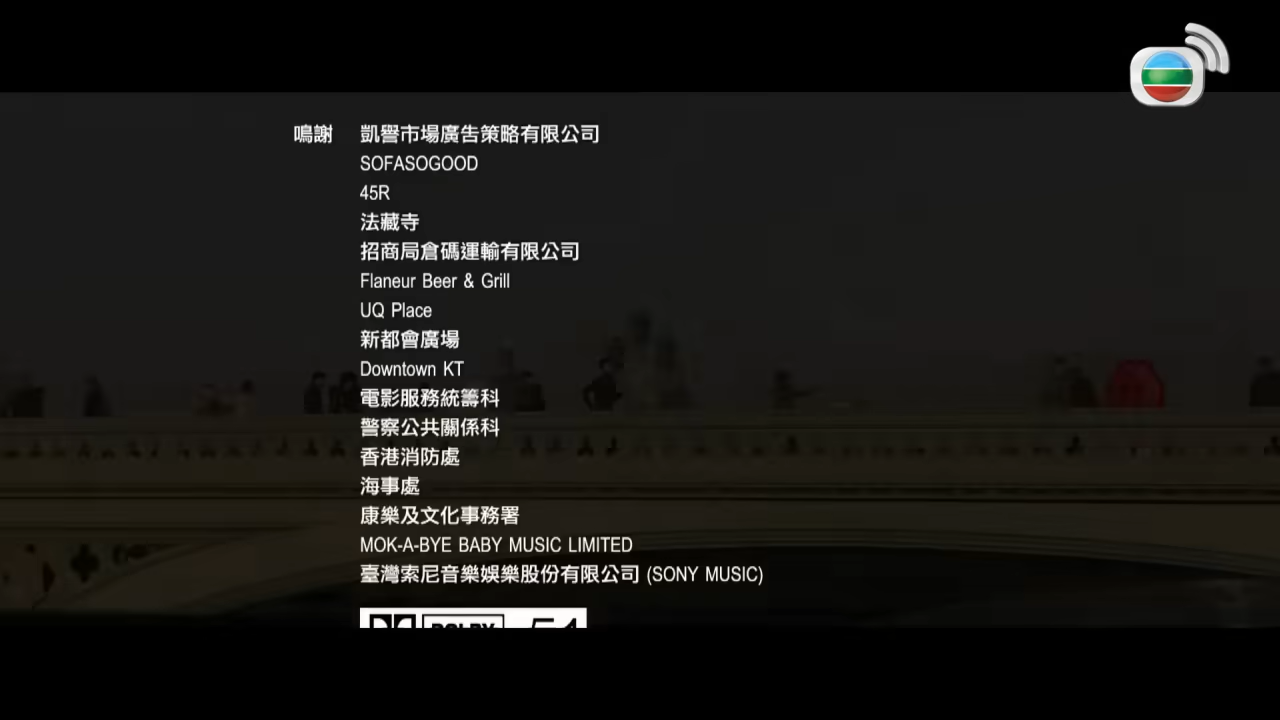 鳴謝 凱譽市場廣告策略有限公司
SOFASOGOOD
45R
法藏寺
招商局倉碼運輸有限公司
Flaneur Beer & Grill
UQ Place
新都會廣場
Downtown KT
電影服務統籌科
警察公共關係科
香港消防處
海事處
康樂及文化事務署
MOK-A-BYE BABY MUSIC LIMITED
臺灣索尼音樂娛樂股份有限公司 (SONY MUSIC)
DOLBY 5.1